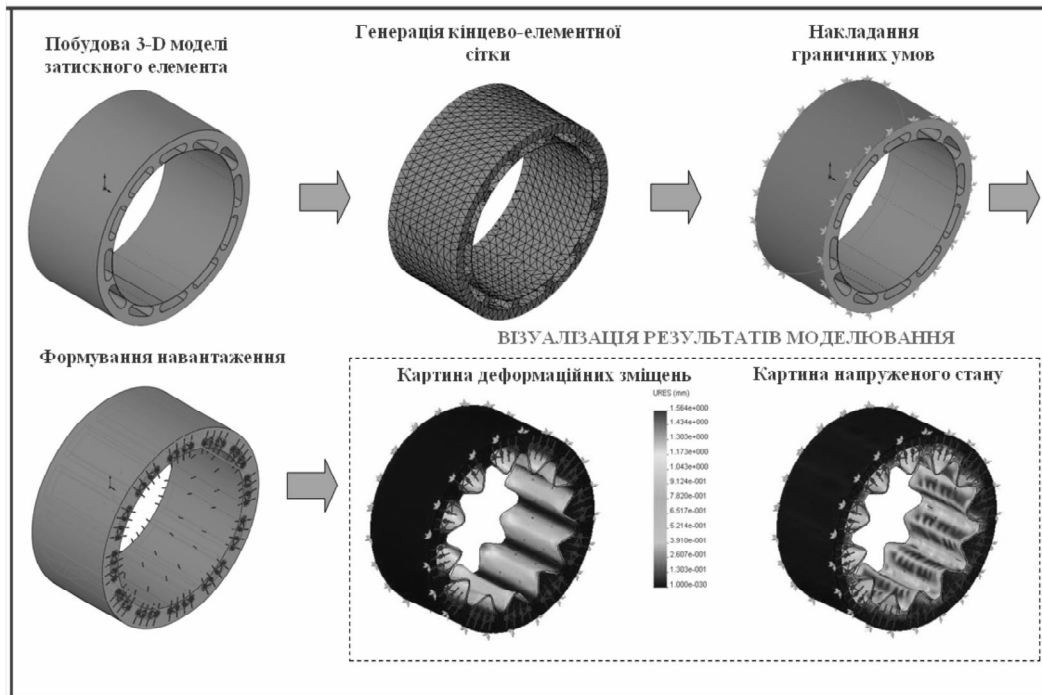 Побудова 3-D моделі
затискного елемента
Генерація кінцево-елементної
сітки
Накладання
граничних умов
Формування навантаження
ВІЗУАЛІЗАЦІЯ РЕЗУЛЬТАТІВ МОДЕЛЮВАННЯ
Картина деформаційних зміщень
URES (mm)
1.564e+000
1.434e+000
1.303e+000
1.173e+000
1.043e+000
9.124e-001
7.820e-001
6.517e-001
5.214e-001
3.910e-001
2.607e-001
1.303e-001
1.000e-030
Картина напруженого стану